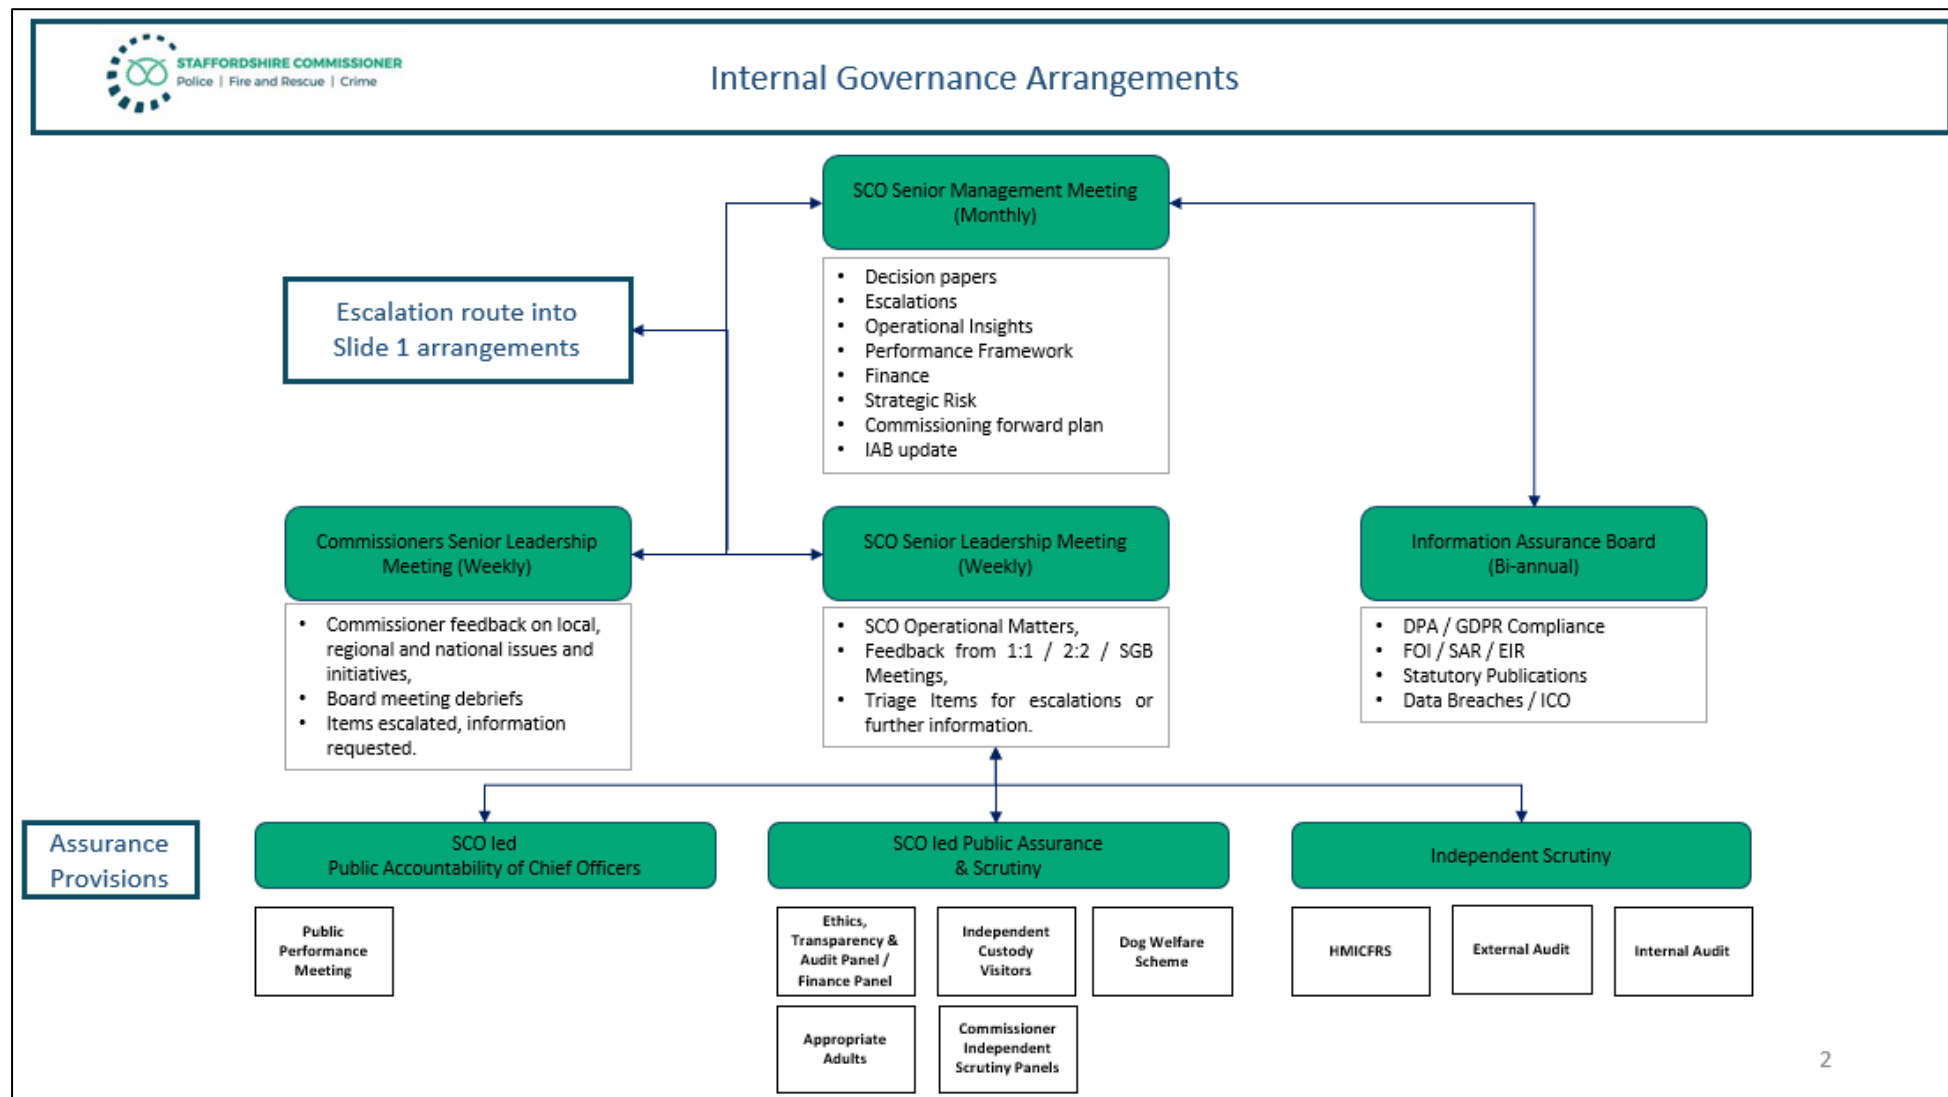 STAFFORDSHIRE COMMISSIONER
Police | Fire and Rescue | Crime
Internal Governance Arrangements
SCO Senior Management Meeting
(Monthly)
• Decision papers
• Escalations
• Operational Insights
• Performance Framework
• Finance
• Strategic Risk
• Commissioning forward plan
• IAB update
Escalation route into
Slide 1 arrangements
Commissioners Senior Leadership
Meeting (Weekly)
• Commissioner feedback on local,
regional and national issues and
initiatives,
• Board meeting debriefs
• Items escalated, information
requested.
SCO Senior Leadership Meeting
(Weekly)
• SCO Operational Matters,
• Feedback from 1:1 / 2:2 / SGB
Meetings,
• Triage Items for escalations or
further information.
Information Assurance Board
(Bi-annual)
• DPA / GDPR Compliance
• FOI / SAR / EIR
• Statutory Publications
• Data Breaches / ICO
Assurance
Provisions
SCO led
Public Accountability of Chief Officers
Public
Performance
Meeting
SCO led Public Assurance
& Scrutiny
Ethics,
Transparency &
Audit Panel /
Finance Panel
Independent
Custody
Visitors
Dog Welfare
Scheme
Appropriate
Adults
Commissioner
Independent
Scrutiny Panels
Independent Scrutiny
HMICFRS
External Audit
Internal Audit
2